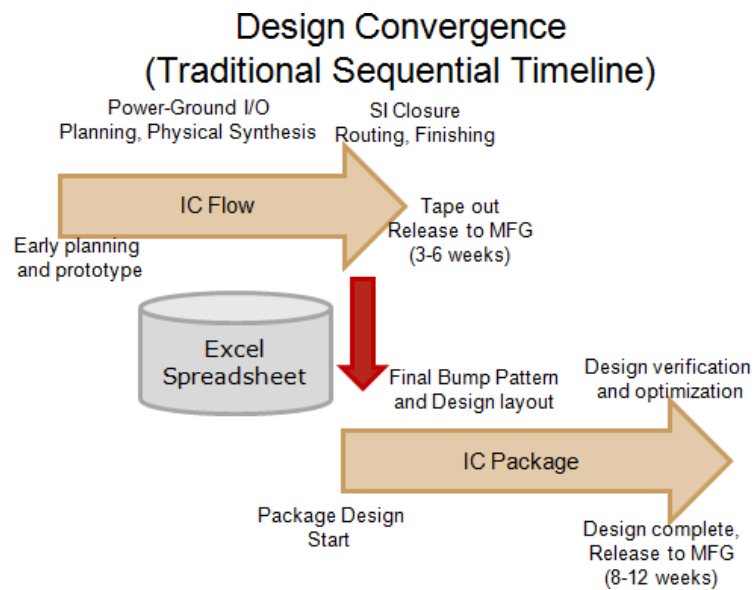 Design Convergence
(Traditional Sequential Timeline)
Power-Ground I/O
Planning, Physical Synthesis
SI Closure
Routing, Finishing
IC Flow
Early planning
and prototype
Tape out
Release to MFG
(3-6 weeks)
Excel
Spreadsheet
Final Bump Pattern
and Design layout
Design verification
and optimization
IC Package
Package Design
Start
Design complete,
Release to MFG
(8-12 weeks)